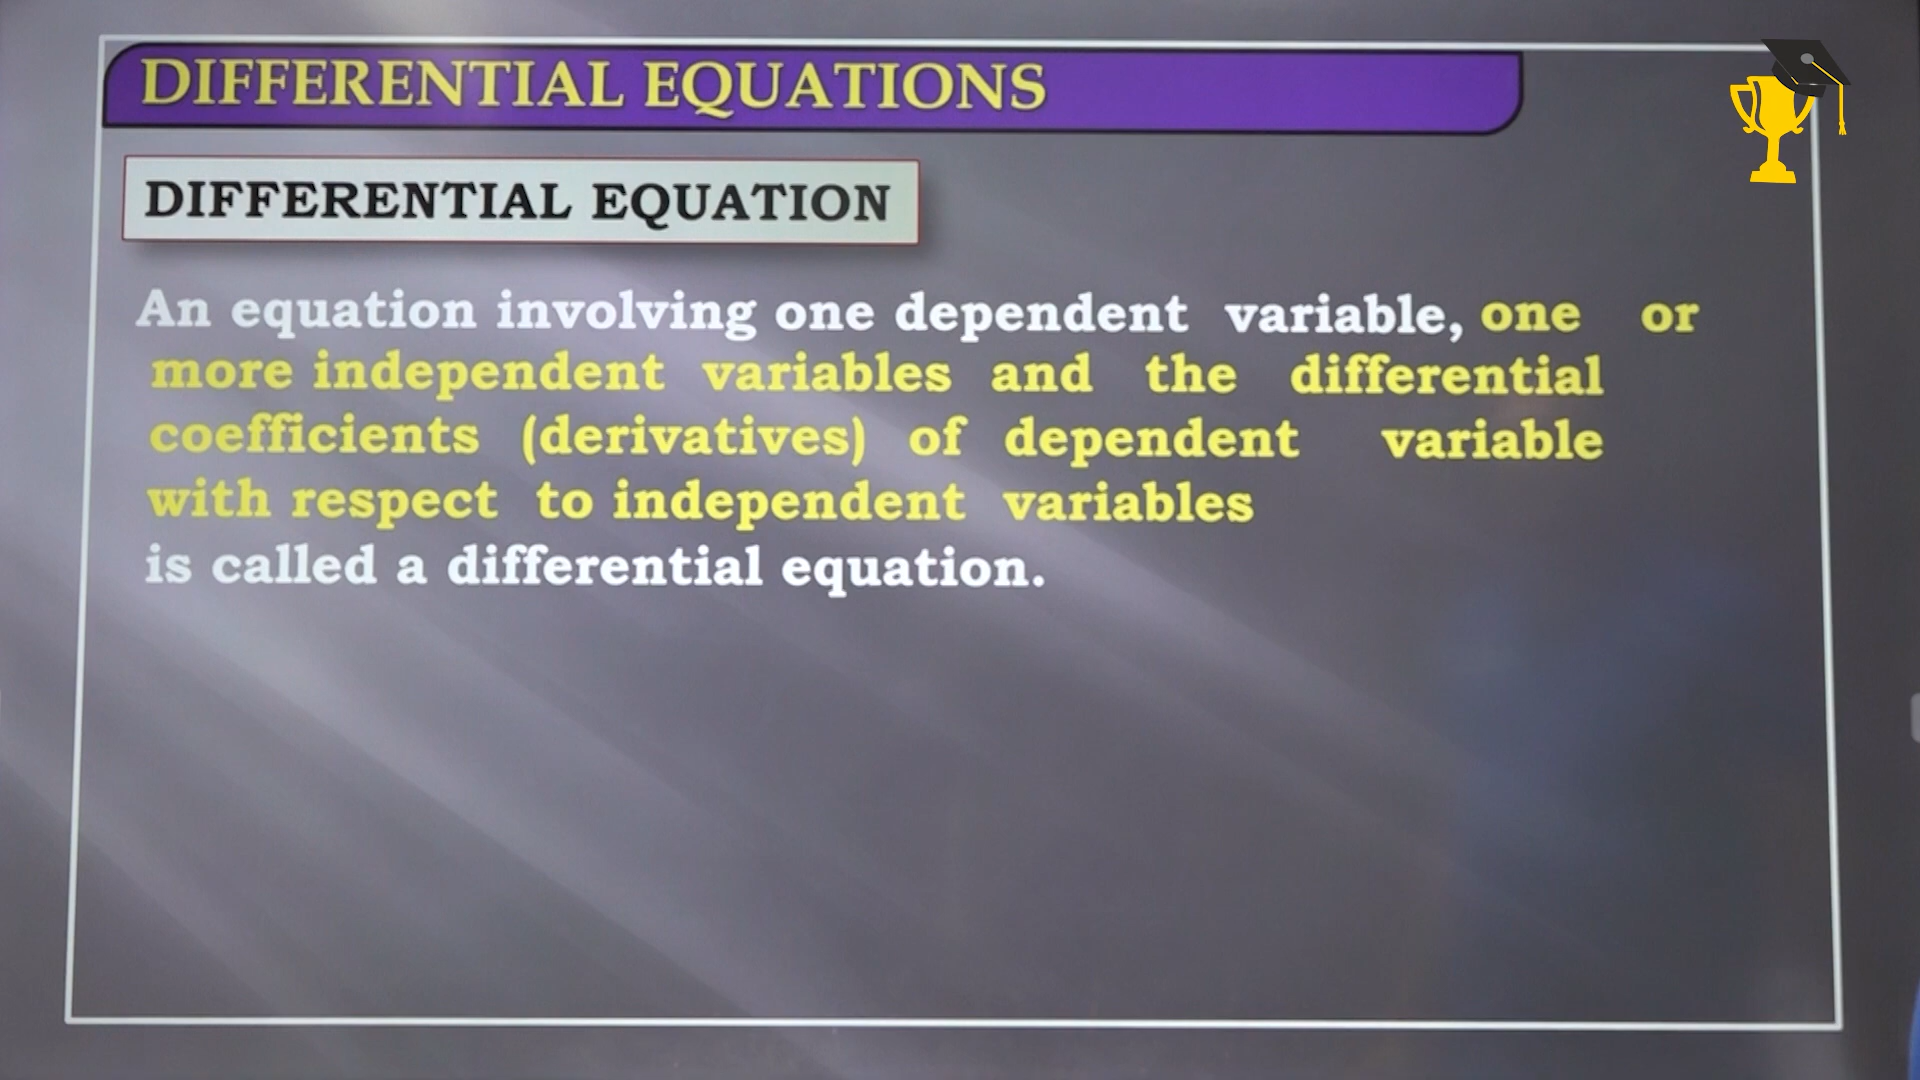 DIFFERENTIAL EQUATIONS
DIFFERENTIAL EQUATION
An equation involving one dependent variable, one or
more independent variables and the differential
coefficients (derivatives) of dependent variable
with respect to independent variables
is called a differential equation.